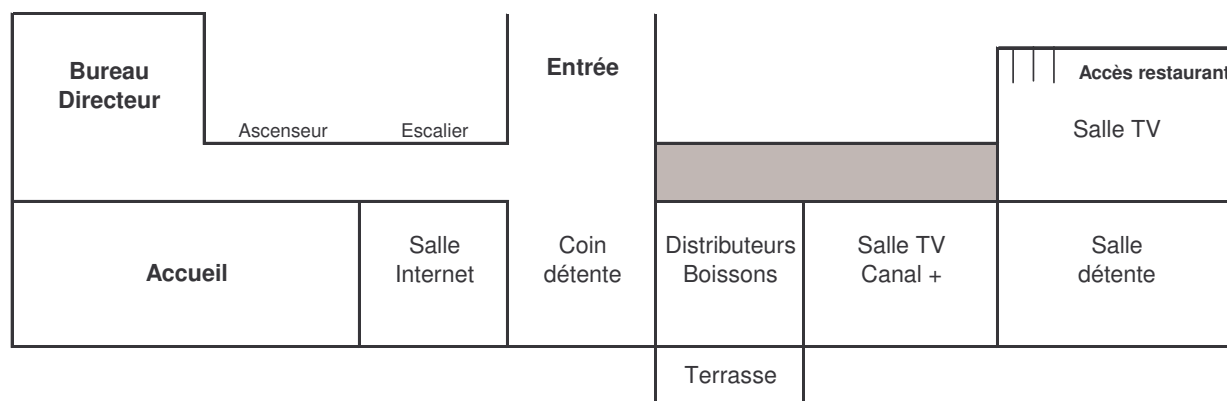 Bureau
Directeur
Entrée
Accès restaurant
Ascenseur
Escalier
Salle TV
Accueil
Salle
Internet
Coin
détente
Distributeurs
Boissons
Salle TV
Canal +
Salle
détente
Terrasse